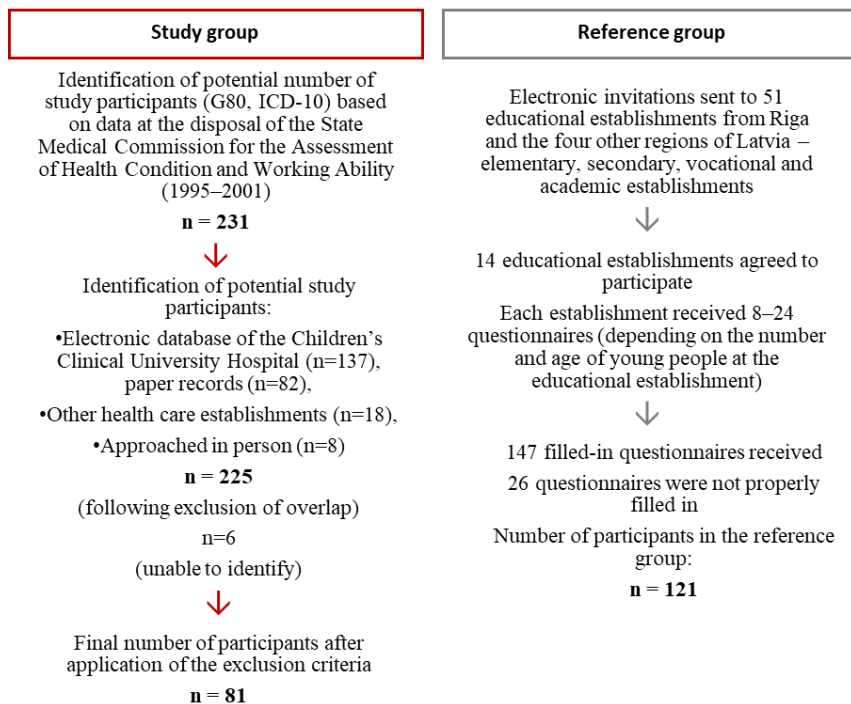 Study group
Identification of potential number of
study participants (G80, ICD-10) based
on data at the disposal of the State
Medical Commission for the Assessment
of Health Condition and Working Ability
(1995–2001)
n = 231
Identification of potential study
participants:
•Electronic database of the Children’s
Clinical University Hospital (n=137),
paper records (n=82),
•Other health care establishments (n=18),
•Approached in person (n=8)
n = 225
(following exclusion of overlap)
n=6
(unable to identify)
Final number of participants after
application of the exclusion criteria
n = 81
Reference group
Electronic invitations sent to 51
educational establishments from Riga
and the four other regions of Latvia –
elementary, secondary, vocational and
academic establishments
14 educational establishments agreed to
participate
Each establishment received 8–24
questionnaires (depending on the number
and age of young people at the
educational establishment)
147 filled-in questionnaires received
26 questionnaires were not properly
filled in
Number of participants in the reference
group:
n = 121